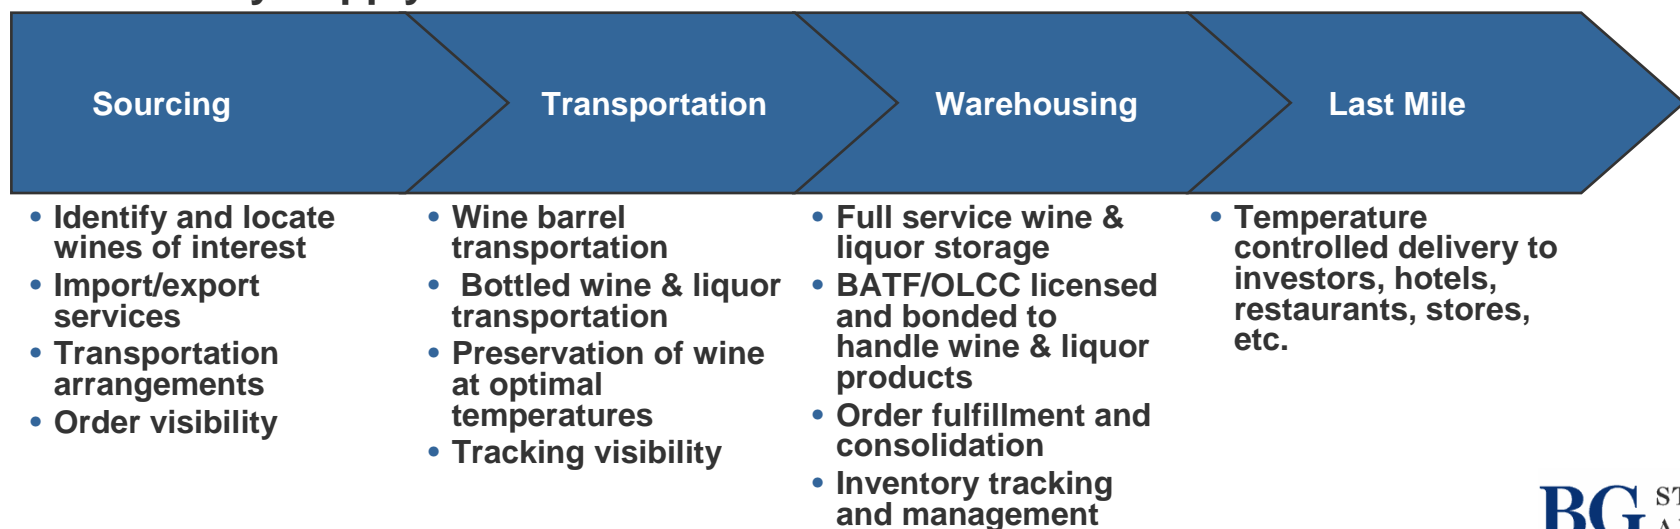 Sourcing
Transportation
Warehousing
Last Mile
• Identify and locate
wines of interest
• Import/export
services
• Transportation
arrangements
• Order visibility
• Wine barrel
transportation
• Bottled wine & liquor
transportation
• Preservation of wine
at optimal
temperatures
• Tracking visibility
• Full service wine &
liquor storage
• BATF/OLCC licensed
and bonded to
handle wine & liquor
products
• Order fulfillment and
consolidation
• Inventory tracking
and management
• Temperature
controlled delivery to
investors, hotels,
restaurants, stores,
etc.
BG